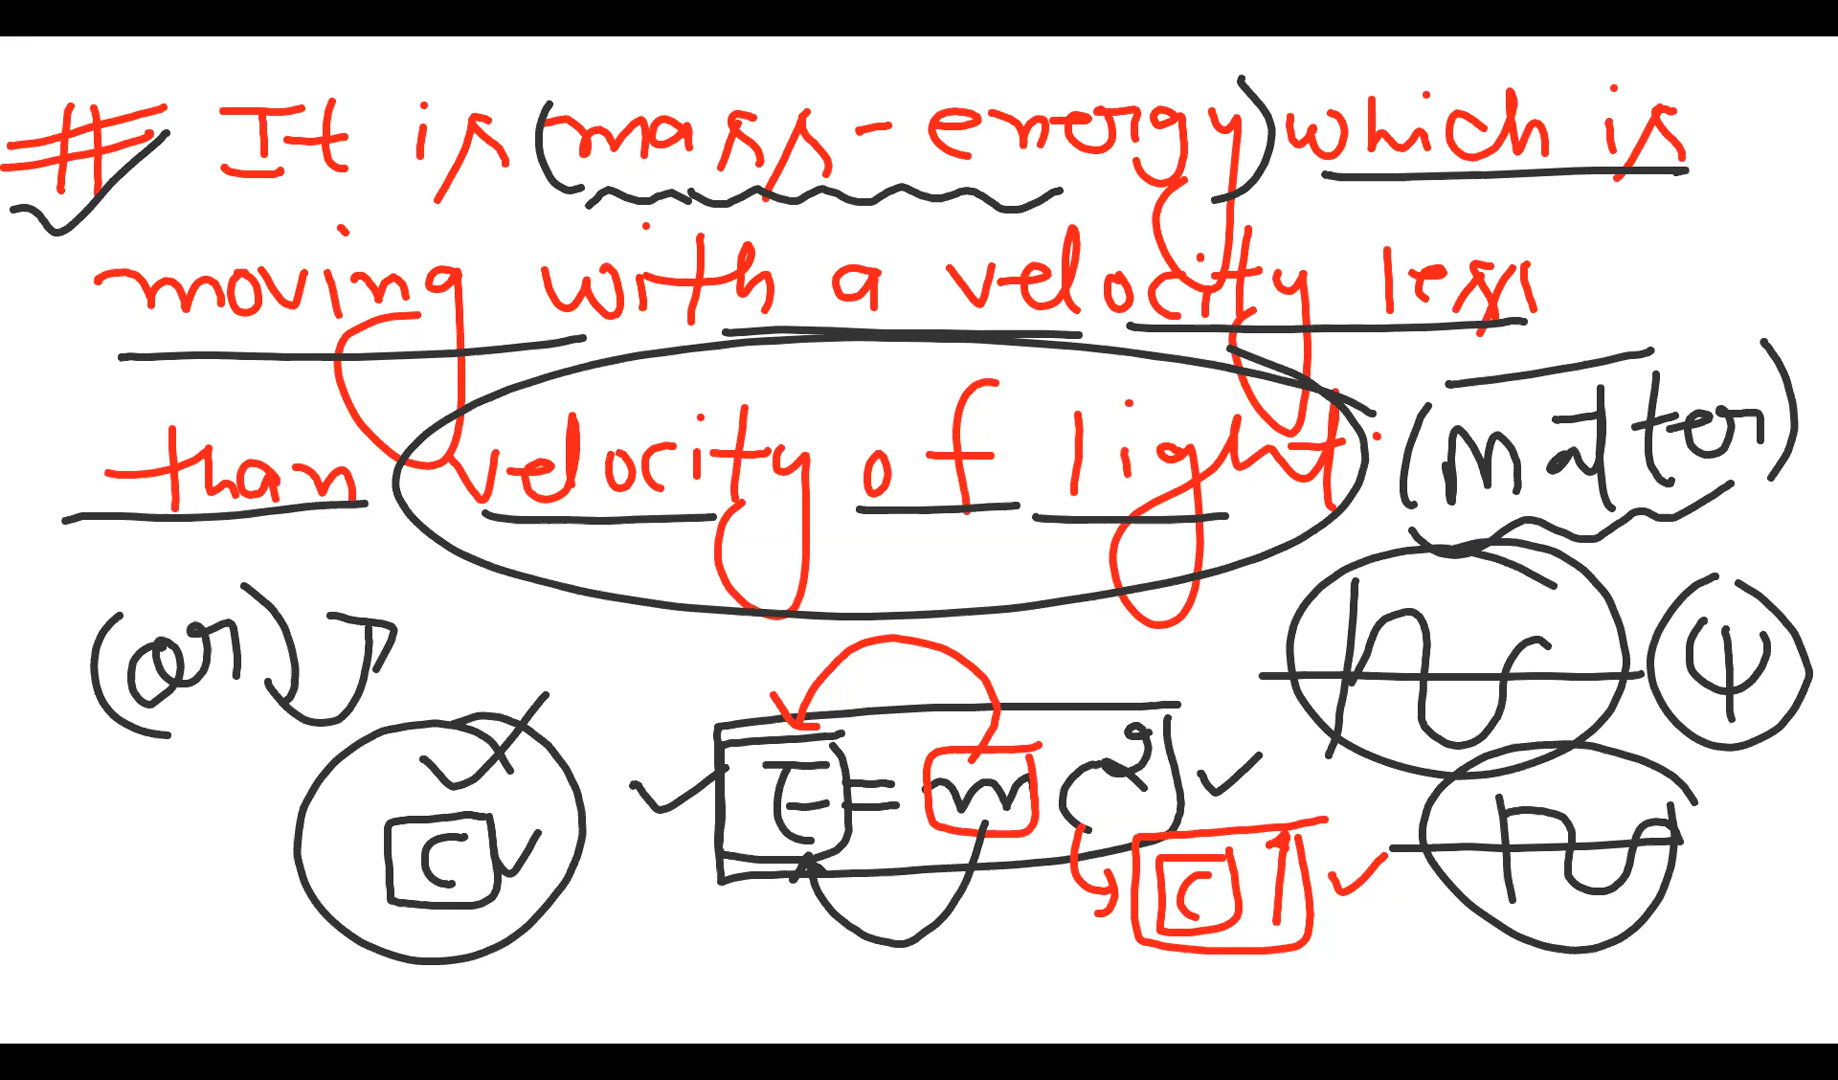 # It is (mass-energy) which is
moving with a velocity less
than velocity of light.
(matter)
(or)
ψ
E = mc²
C
C ↑